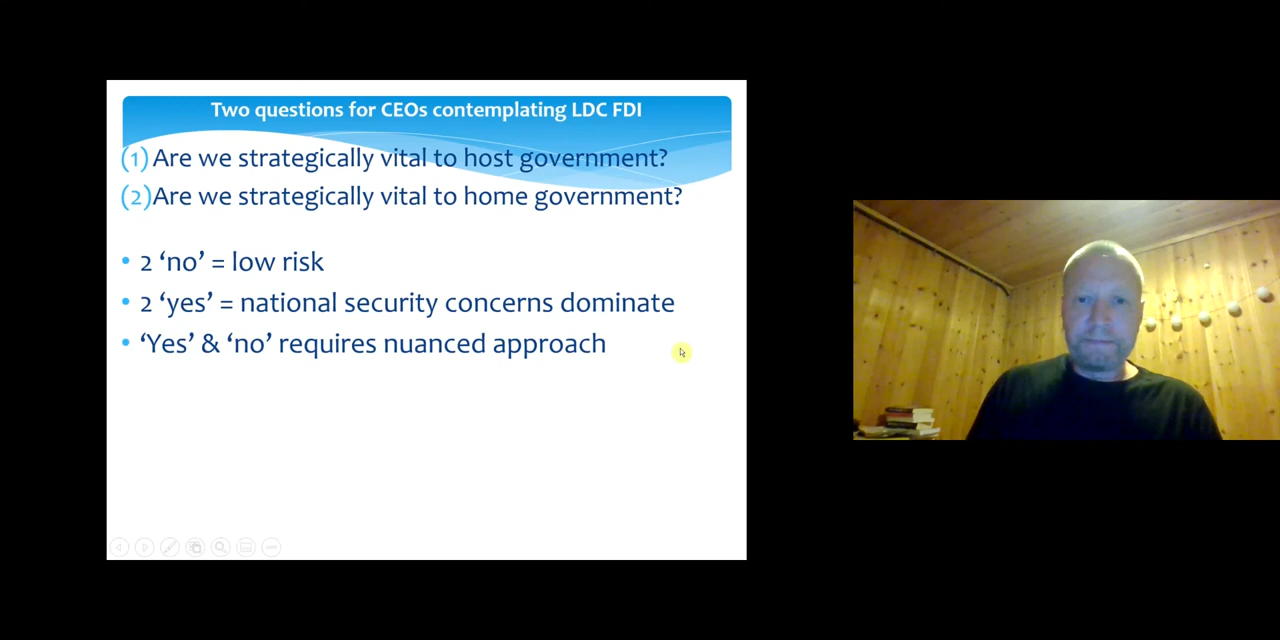 Two questions for CEOs contemplating LDC FDI
(1) Are we strategically vital to host government?
(2) Are we strategically vital to home government?
• 2 ‘no’ = low risk
• 2 ‘yes’ = national security concerns dominate
• ‘Yes’ & ‘no’ requires nuanced approach